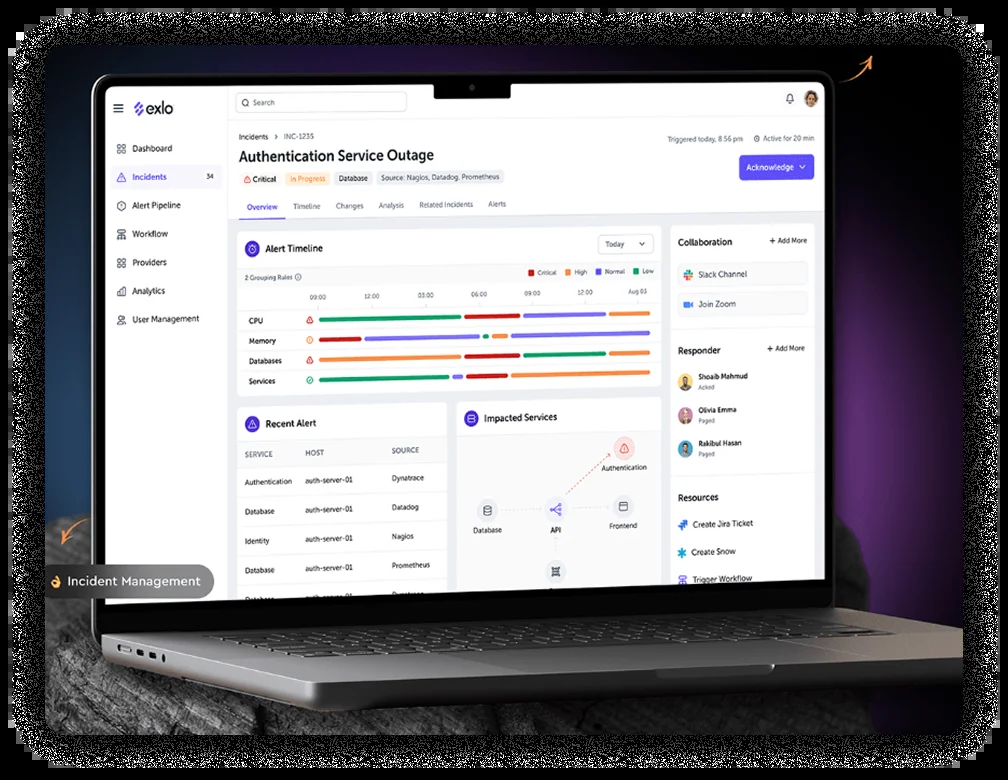 exlo
Search
Dashboard
Incidents 34
Alert Pipeline
Workflow
Providers
Analytics
User Management
Incidents > INC-1235
Authentication Service Outage
Triggered today, 8:56 pm Active for 20 min
Acknowledge
Critical In Progress Database Source: Nagios, Datadog, Prometheus
Overview Timeline Changes Analysis Related Incidents Alerts
Alert Timeline
Today
2 Grouping Rules
Critical High Normal Low
09:00 12:00 03:00 06:00 09:00 12:00 Aug 03
CPU
Memory
Databases
Services
Recent Alert
SERVICE HOST SOURCE
Authentication auth-server-01 Dynatrace
Database auth-server-01 Datadog
Identity auth-server-01 Nagios
Database auth-server-01 Prometheus
Impacted Services
Authentication
Database
API
Frontend
Collaboration + Add More
Slack Channel
Join Zoom
Responder + Add More
Shoaib Mahmud
Acked
Olivia Emma
Paged
Rakibul Hasan
Paged
Resources
Create Jira Ticket
Create Snow
Trigger Workflow
👌 Incident Management